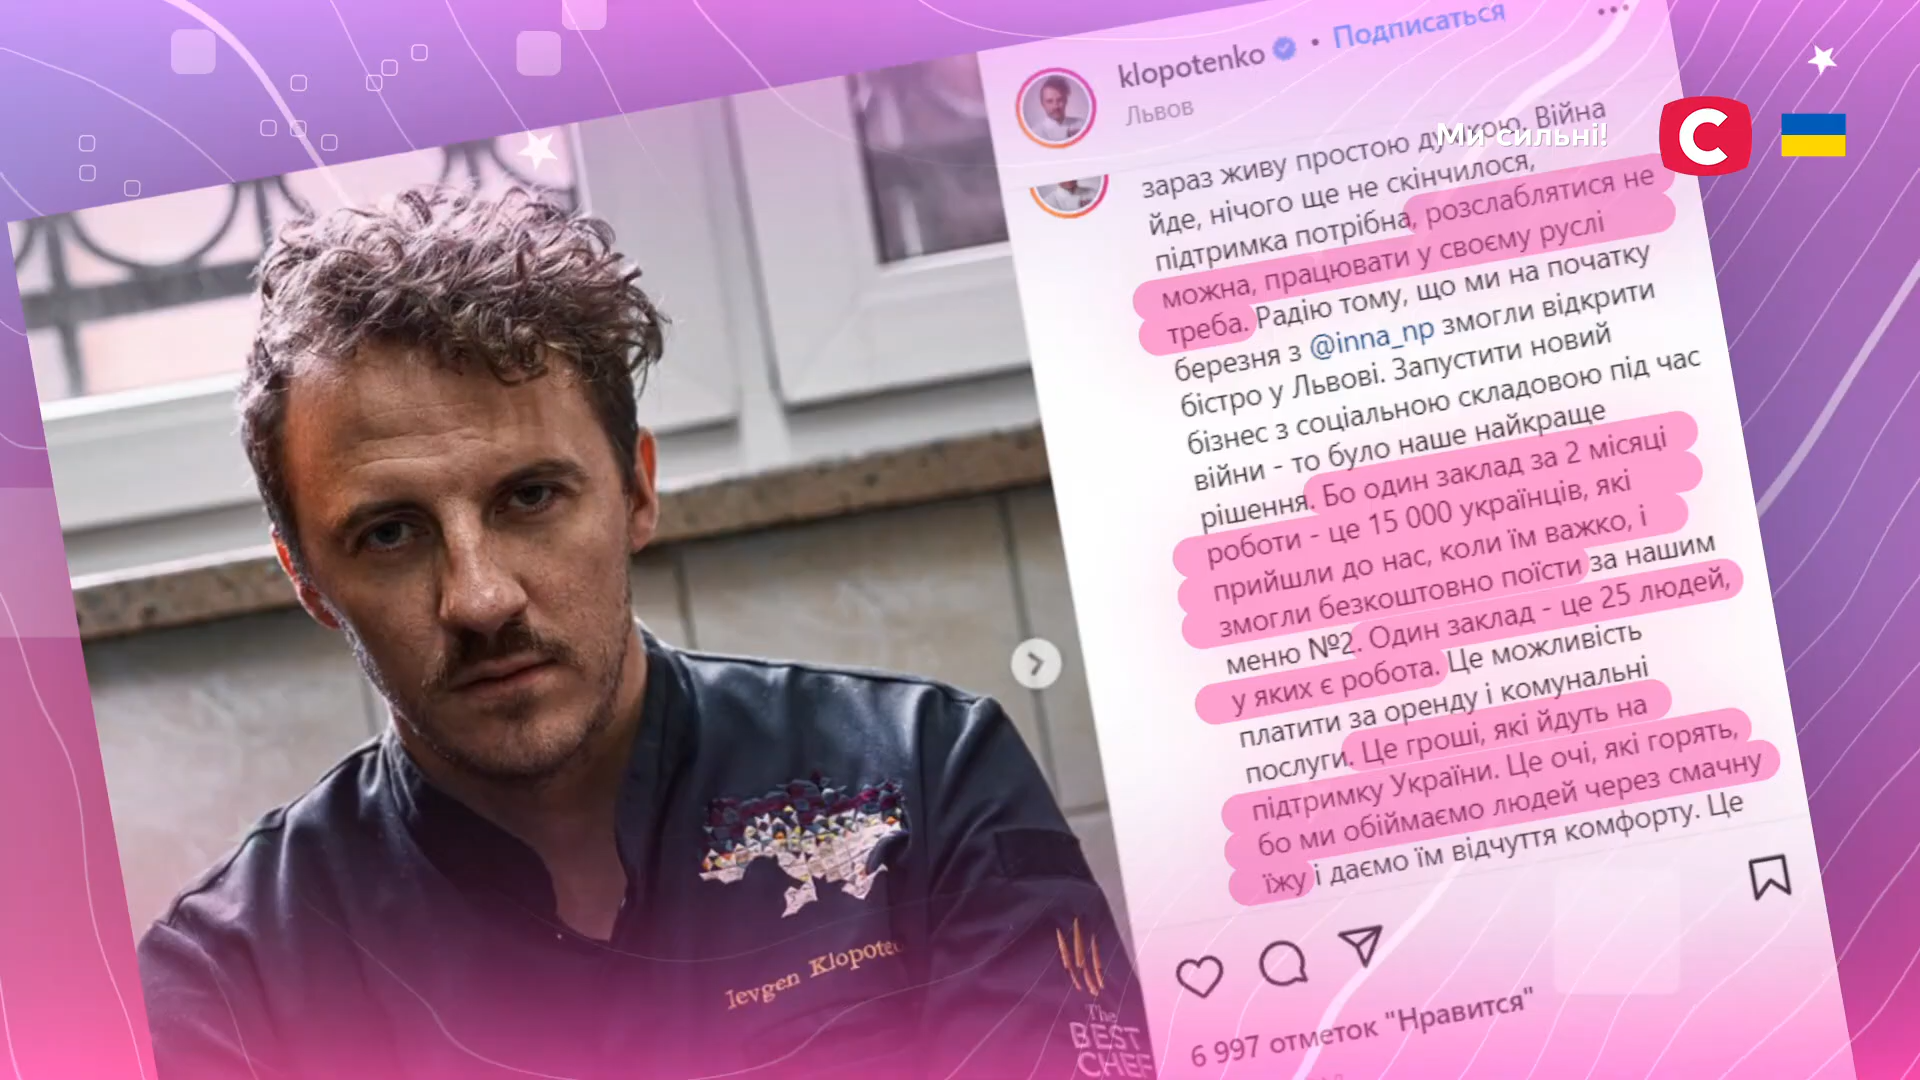 klopotenko • Подписаться
Львов
Ми сильні!
C
зараз живу простою думкою. Війна
йде, нічого ще не скінчилося,
підтримка потрібна, розслаблятися не
можна, працювати у своєму руслі
треба. Радію тому, що ми на початку
березня з @inna_np змогли відкрити
бістро у Львові. Запустити новий
бізнес з соціальною складовою під час
війни - то було наше найкраще
рішення. Бо один заклад за 2 місяці
роботи - це 15 000 українців, які
прийшли до нас, коли їм важко, і
змогли безкоштовно поїсти за нашим
меню №2. Один заклад - це 25 людей,
у яких є робота. Це можливість
платити за оренду і комунальні
послуги. Це гроші, які йдуть на
підтримку України. Це очі, які горять,
бо ми обіймаємо людей через смачну
їжу і даємо їм відчуття комфорту. Це
6 997 отметок "Нравится"
Ievgen Klopote
The
BEST
CHEF